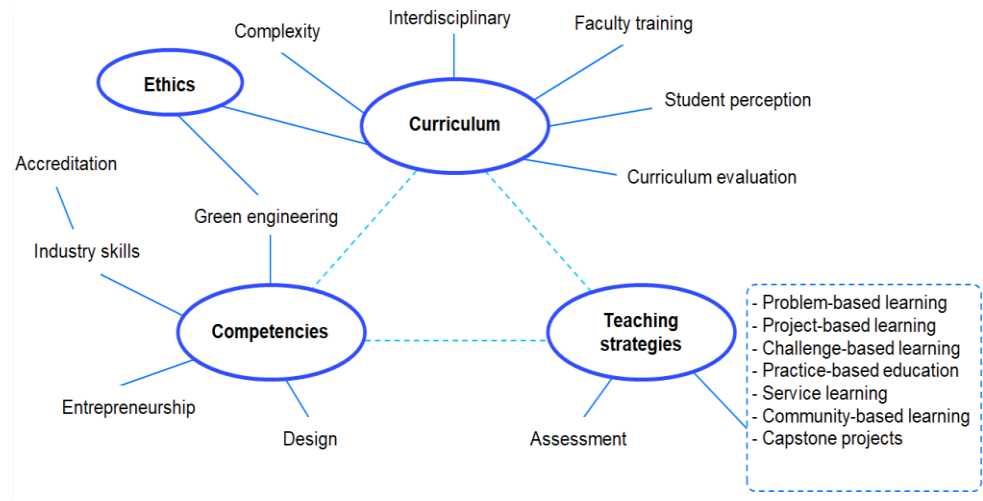 Interdisciplinary
Faculty training
Complexity
Ethics
Curriculum
Student perception
Accreditation
Curriculum evaluation
Green engineering
Industry skills
Competencies
Teaching
strategies
- Problem-based learning
- Project-based learning
- Challenge-based learning
- Practice-based education
- Service learning
- Community-based learning
- Capstone projects
Entrepreneurship
Design
Assessment